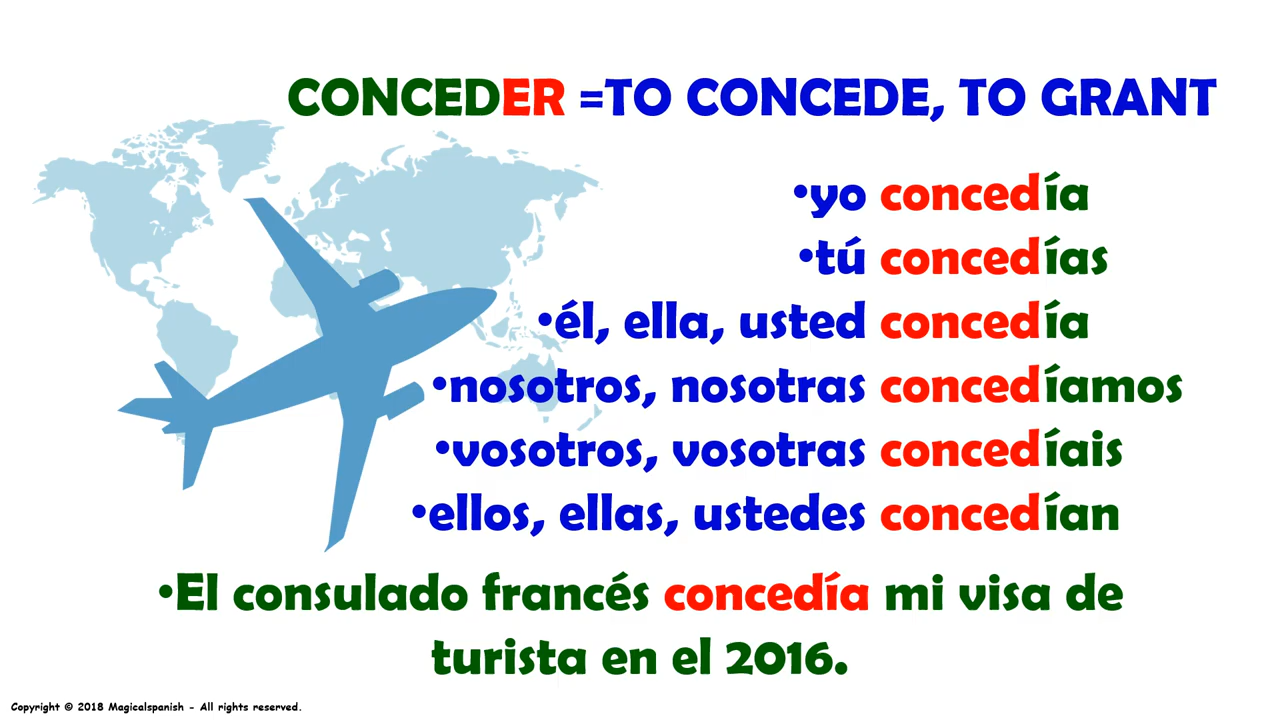 CONCEDER =TO CONCEDE, TO GRANT
•yo concedía
•tú concedías
•él, ella, usted concedía
•nosotros, nosotras concedíamos
•vosotros, vosotras concedíais
•ellos, ellas, ustedes concedían
•El consulado francés concedía mi visa de
turista en el 2016.
Copyright © 2018 Magicalspanish - All rights reserved.